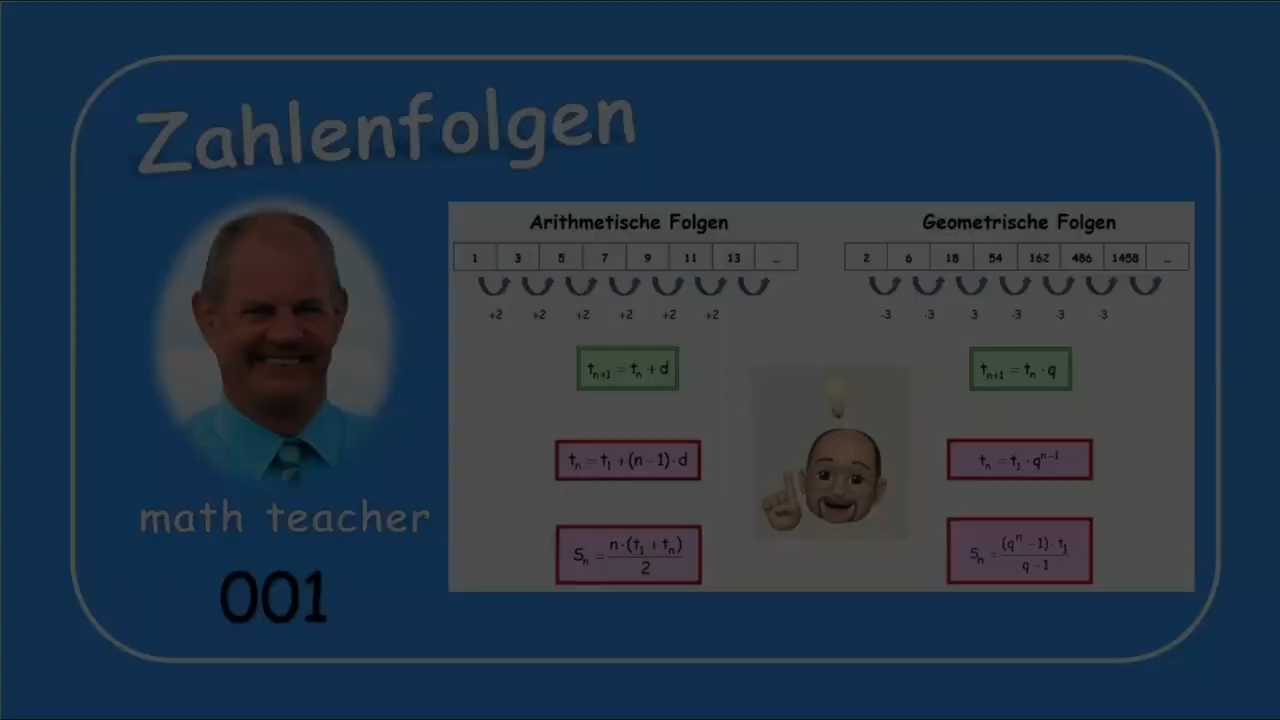 Zahlenfolgen
math teacher
001
Arithmetische Folgen
1 3 5 7 9 11 13 ...
+2 +2 +2 +2 +2 +2
tₙ₊₁ = tₙ + d
tₙ = t₁ + (n − 1) · d
Sₙ = n · (t₁ + tₙ) / 2
Geometrische Folgen
2 6 18 54 162 486 1458 ...
·3 ·3 ·3 ·3 ·3 ·3
tₙ₊₁ = tₙ · q
tₙ = t₁ · qⁿ⁻¹
Sₙ = (qⁿ − 1) · t₁ / q − 1